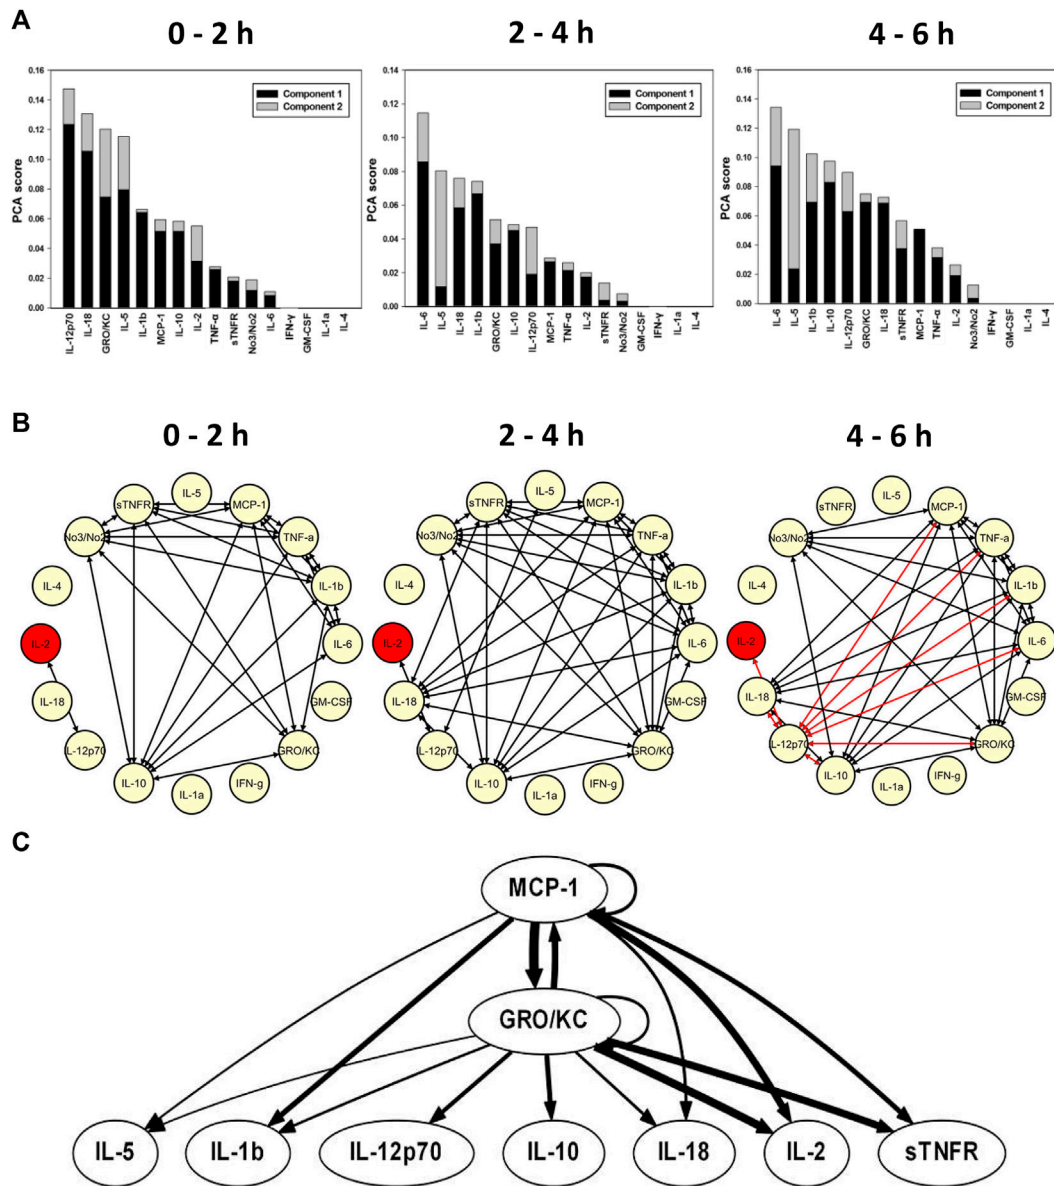 A
0 - 2 h
2 - 4 h
4 - 6 h
0.16
0.14
0.12
0.10
0.08
0.06
0.04
0.02
0.00
PCA score
Component 1
Component 2
IL-12p70
IL-18
GRO/KC
IL-5
IL-1b
MCP-1
IL-10
IL-2
TNF-α
sTNFR
No3/No2
IL-6
IFN-γ
GM-CSF
IL-1a
IL-4
0.16
0.14
0.12
0.10
0.08
0.06
0.04
0.02
0.00
PCA score
Component 1
Component 2
IL-6
IL-5
IL-18
IL-1b
GRO/KC
IL-10
IL-12p70
MCP-1
TNF-α
IL-2
sTNFR
No3/No2
GM-CSF
IFN-γ
IL-1a
IL-4
0.16
0.14
0.12
0.10
0.08
0.06
0.04
0.02
0.00
PCA score
Component 1
Component 2
IL-6
IL-5
IL-1b
IL-10
IL-12p70
GRO/KC
IL-18
sTNFR
MCP-1
TNF-α
IL-2
No3/No2
IFN-γ
GM-CSF
IL-1a
IL-4
B
0 - 2 h
2 - 4 h
4 - 6 h
IL-5
sTNFR
MCP-1
No3/No2
TNF-a
IL-4
IL-1b
IL-2
IL-6
IL-18
GM-CSF
L-12p70
GRO/KC
IL-10
IFN-g
IL-1a
IL-5
sTNFR
MCP-1
No3/No2
TNF-a
IL-4
IL-1b
IL-2
IL-6
IL-18
GM-CSF
L-12p70
GRO/KC
IL-10
IFN-g
IL-1a
IL-5
sTNFR
MCP-1
No3/No2
TNF-a
IL-4
IL-1b
IL-2
IL-6
IL-18
GM-CSF
L-12p70
GRO/KC
IL-10
IFN-g
IL-1a
C
MCP-1
GRO/KC
IL-5
IL-1b
IL-12p70
IL-10
IL-18
IL-2
sTNFR